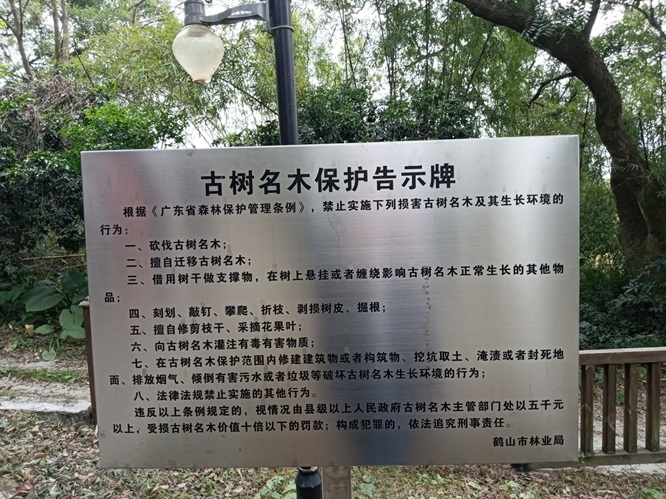 古树名木保护告示牌
根据《广东省森林保护管理条例》，禁止实施下列损害古树名木及其生长环境的
行为：
一、砍伐古树名木；
二、擅自迁移古树名木；
三、借用树干做支撑物，在树上悬挂或者缠绕影响古树名木正常生长的其他物
品；
四、刻划、敲钉、攀爬、折枝、剥损树皮、掘根；
五、擅自修剪枝干、采摘花果叶；
六、向古树名木灌注有毒有害物质；
七、在古树名木保护范围内修建建筑物或者构筑物、挖坑取土、淹渍或者封死地
面、排放烟气、倾倒有害污水或者垃圾等破坏古树名木生长环境的行为；
八、法律法规禁止实施的其他行为。
违反以上条例规定的，视情况由县级以上人民政府古树名木主管部门处以五千元
以上，受损古树名木价值十倍以下的罚款；构成犯罪的，依法追究刑事责任。
鹤山市林业局